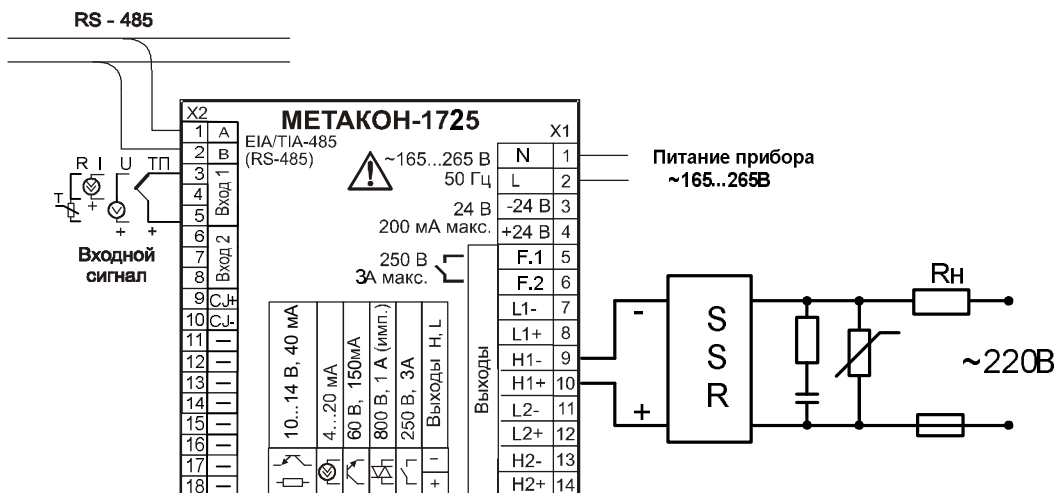 RS - 485
МЕТАКОН-1725
X2
1 A
2 B
3
4
5
Вход 1
6
7
8
Вход 2
9 CJ+
10 CJ-
11 –
12 –
13 –
14 –
15 –
16 –
17 –
18 –
EIA/TIA-485
(RS-485)
R I U ТП
T
+ + +
Входной
сигнал
~165...265 В
50 Гц
24 В
200 мА макс.
250 В
3А макс.
X1
N 1
L 2
-24 В 3
+24 В 4
F.1 5
F.2 6
L1- 7
L1+ 8
H1- 9
H1+ 10
L2- 11
L2+ 12
H2- 13
H2+ 14
Выходы
10...14 В, 40 мА
4...20 мА
60 В, 150мА
800 В, 1 А (имп.)
250 В, 3А
Выходы H, L
–
+
Питание прибора
~165...265В
-
+
SSR
Rн
~220В